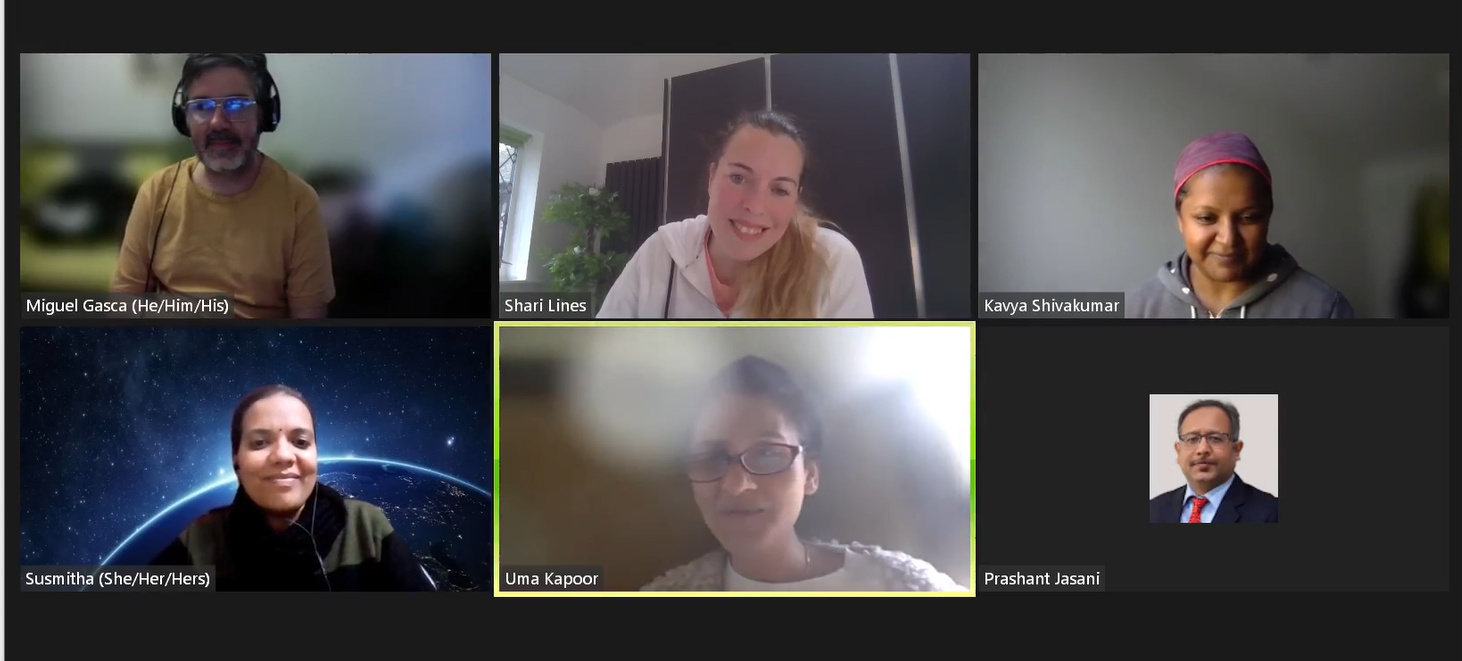 Miguel Gasca (He/Him/His)
Shari Lines
Kavya Shivakumar
Susmitha (She/Her/Hers)
Uma Kapoor
Prashant Jasani